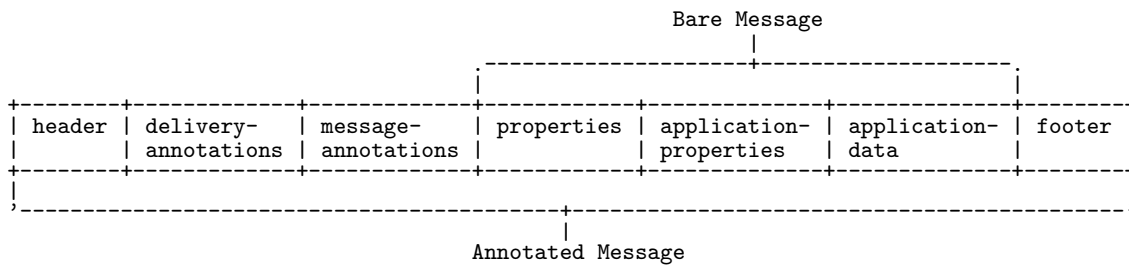 Bare Message
header | delivery- | message- | properties | application- | application- | footer
annotations | annotations | properties | data
Annotated Message